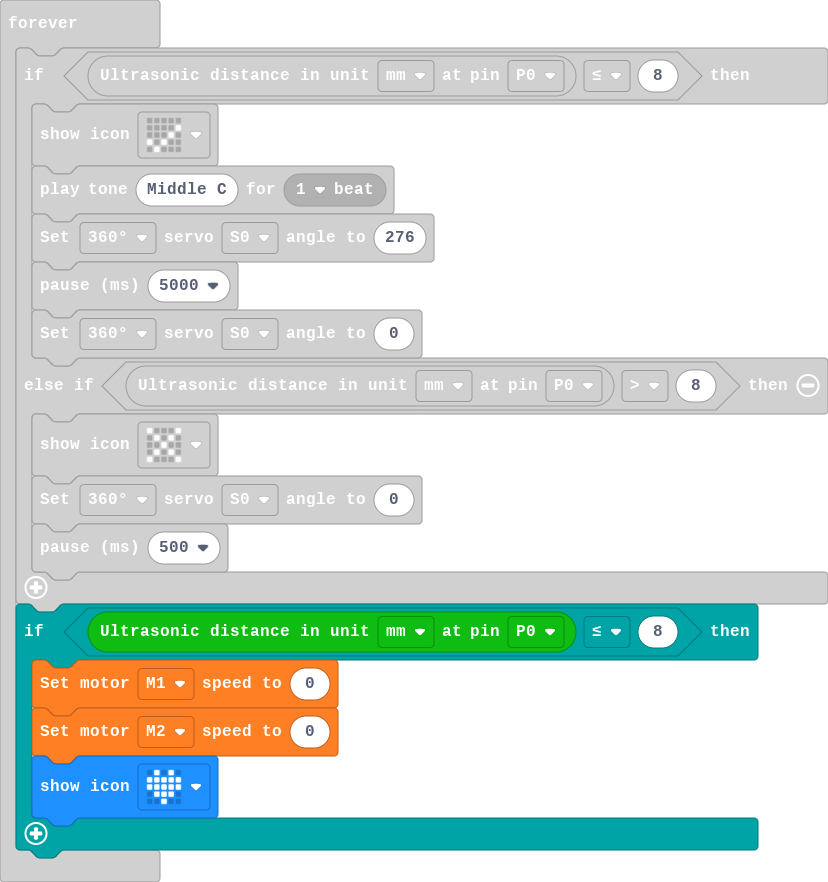 forever
if Ultrasonic distance in unit mm at pin P0 ≤ 8 then
show icon
play tone Middle C for 1 beat
Set 360° servo S0 angle to 276
pause (ms) 5000
Set 360° servo S0 angle to 0
else if Ultrasonic distance in unit mm at pin P0 > 8 then
show icon
Set 360° servo S0 angle to 0
pause (ms) 500
if Ultrasonic distance in unit mm at pin P0 ≤ 8 then
Set motor M1 speed to 0
Set motor M2 speed to 0
show icon